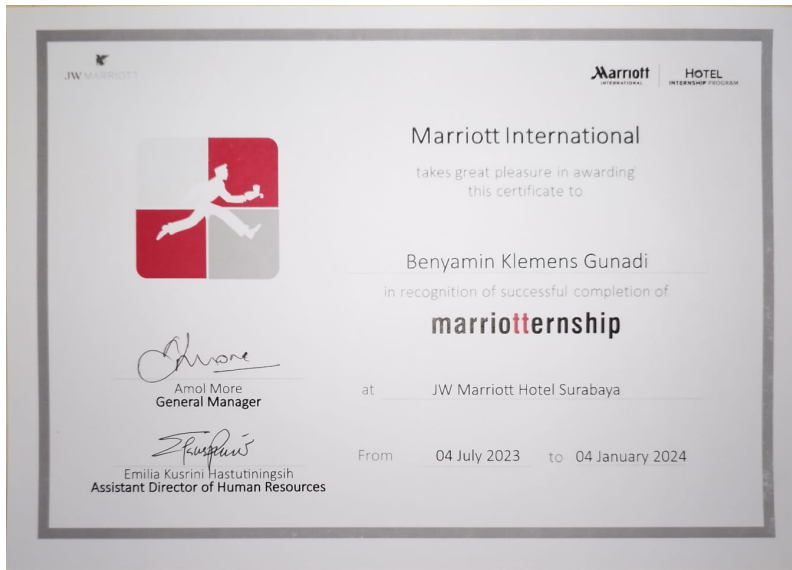 JW MARRIOTT
Marriott
INTERNATIONAL
HOTEL
INTERNSHIP PROGRAM
Marriott International
takes great pleasure in awarding
this certificate to
Benyamin Klemens Gunadi
in recognition of successful completion of
marriotternship
Amol More
General Manager
at JW Marriott Hotel Surabaya
Emilia Kusrini Hastutiningsih
Assistant Director of Human Resources
From 04 July 2023 to 04 January 2024